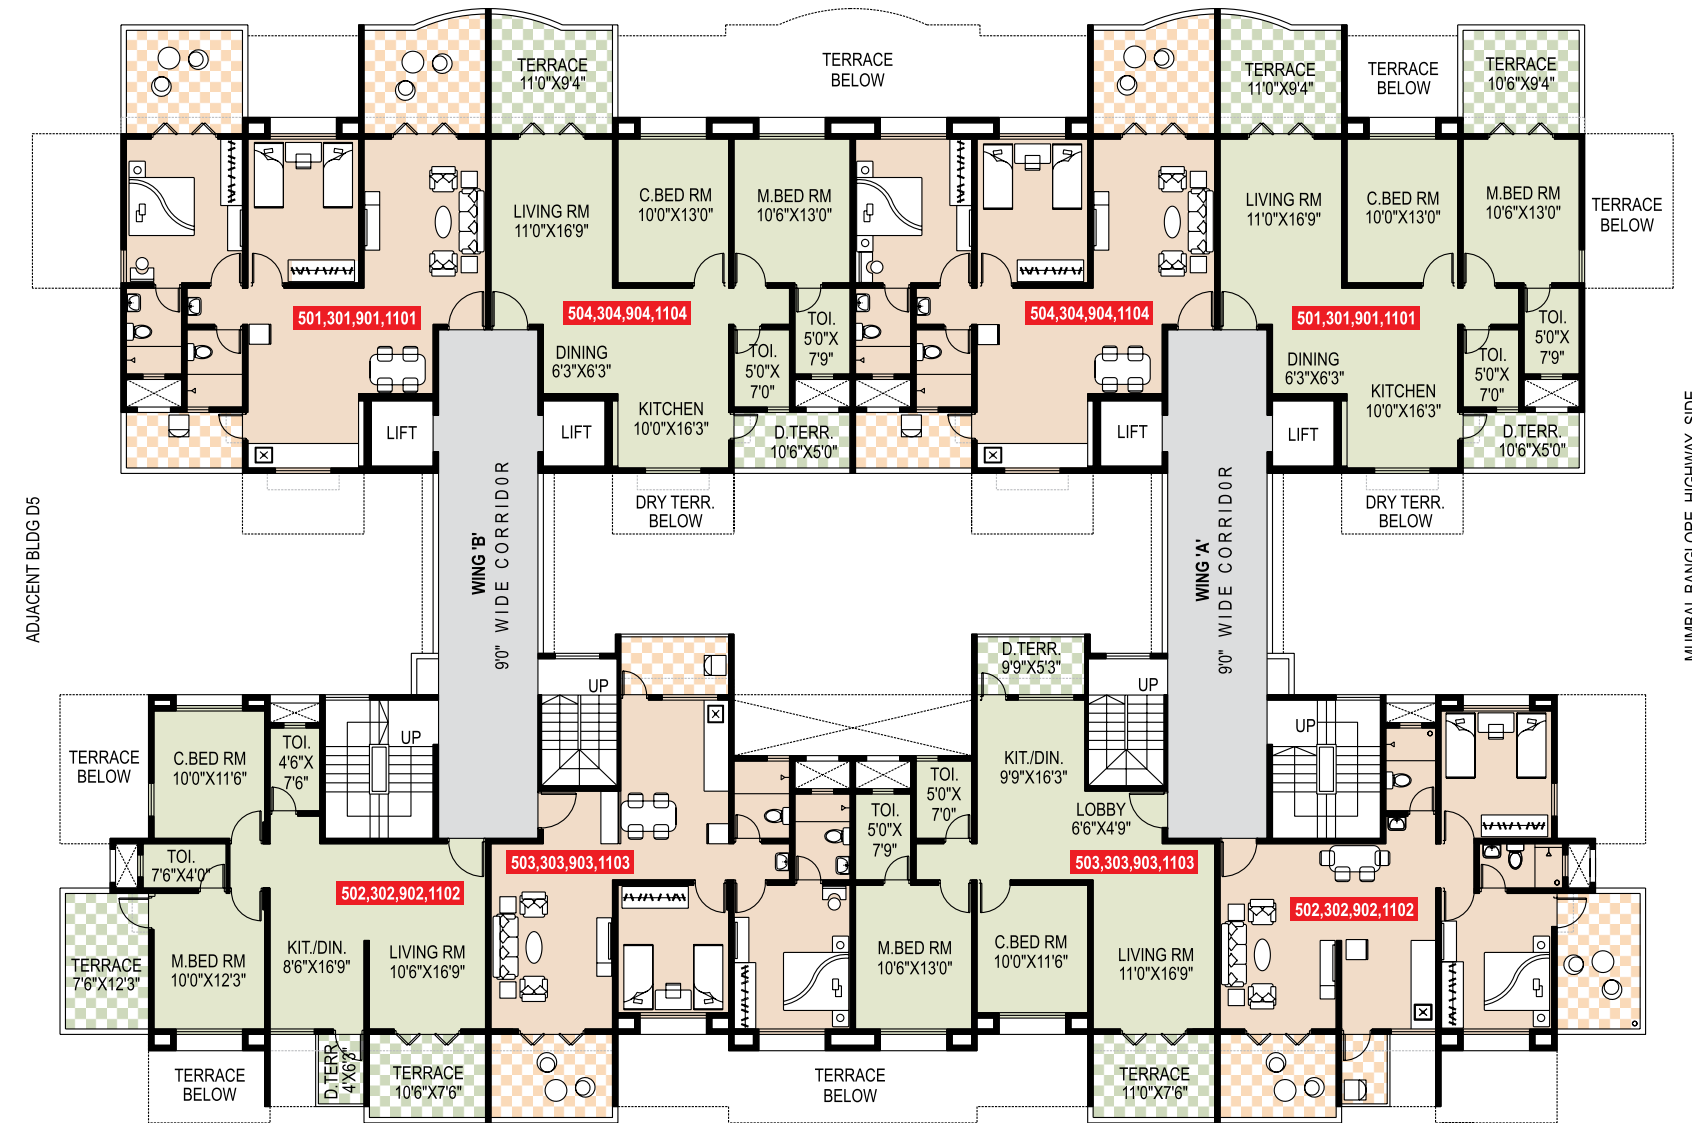 TERRACE
11'0"X9'4"
TERRACE
BELOW
TERRACE
11'0"X9'4"
TERRACE
BELOW
TERRACE
10'6"X9'4"
LIVING RM
11'0"X16'9"
C.BED RM
10'0"X13'0"
M.BED RM
10'6"X13'0"
LIVING RM
11'0"X16'9"
C.BED RM
10'0"X13'0"
M.BED RM
10'6"X13'0"
TERRACE
BELOW
501,301,901,1101
504,304,904,1104
504,304,904,1104
501,301,901,1101
DINING
6'3"X6'3"
TOI.
5'0"X
7'0"
TOI.
5'0"X
7'9"
DINING
6'3"X6'3"
TOI.
5'0"X
7'0"
TOI.
5'0"X
7'9"
KITCHEN
10'0"X16'3"
KITCHEN
10'0"X16'3"
LIFT
LIFT
D.TERR.
10'6"X5'0"
LIFT
LIFT
D.TERR.
10'6"X5'0"
DRY TERR.
BELOW
DRY TERR.
BELOW
ADJACENT BLDG D5
WING 'B'
9'0" WIDE CORRID0R
WING 'A'
9'0" WIDE CORRID0R
MUMBAI BANGLORE HIGHWAY SIDE
D.TERR.
9'9"X5'3"
UP
UP
UP
UP
TERRACE
BELOW
C.BED RM
10'0"X11'6"
TOI.
4'6"X
7'6"
KIT./DIN.
9'9"X16'3"
TOI.
5'0"X
7'0"
TOI.
5'0"X
7'9"
LOBBY
6'6"X4'9"
TOI.
7'6"X4'0"
503,303,903,1103
503,303,903,1103
502,302,902,1102
502,302,902,1102
TERRACE
7'6"X12'3"
M.BED RM
10'0"X12'3"
KIT./DIN.
8'6"X16'9"
LIVING RM
10'6"X16'9"
M.BED RM
10'6"X13'0"
C.BED RM
10'0"X11'6"
LIVING RM
11'0"X16'9"
TERRACE
BELOW
D.TERR.
4'X6'3"
TERRACE
10'6"X7'6"
TERRACE
BELOW
TERRACE
11'0"X7'6"